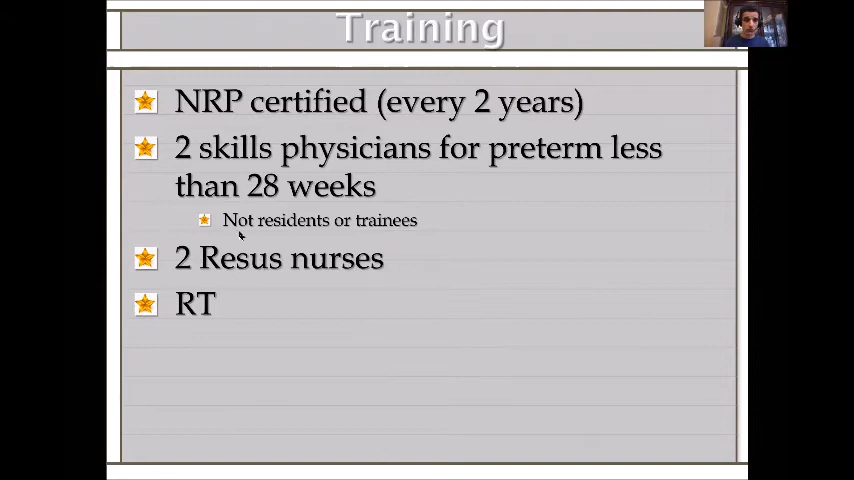 Training
NRP certified (every 2 years)
2 skills physicians for preterm less
than 28 weeks
Not residents or trainees
2 Resus nurses
RT